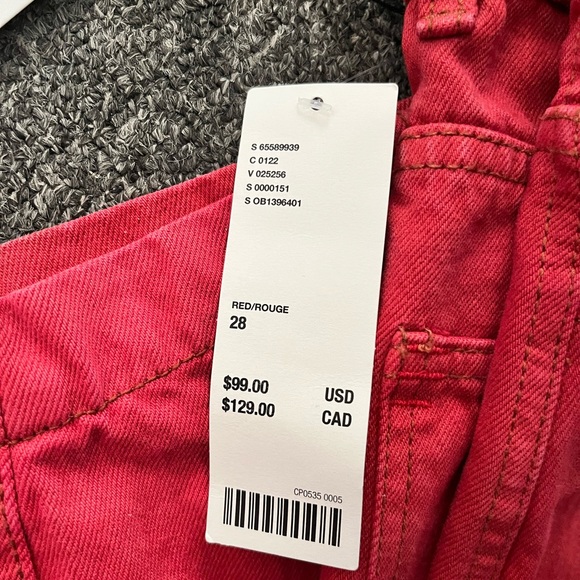 S 65589939
C 0122
V 025256
S 0000151
S OB1396401
RED/ROUGE
28
$99.00 USD
$129.00 CAD
CP0535 0005